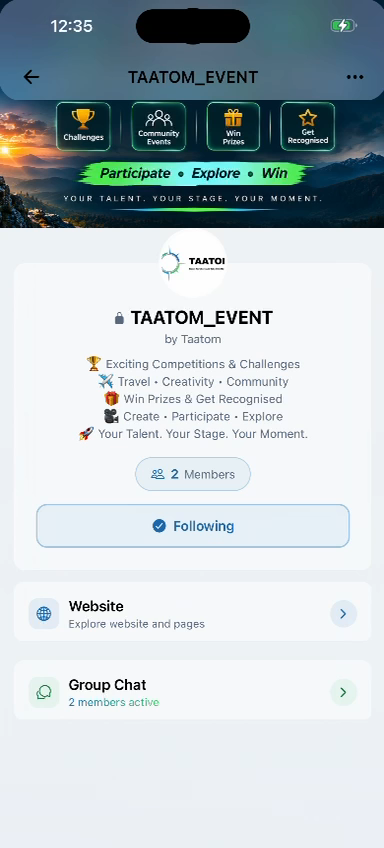 12:35
TAATOM_EVENT
Challenges
Community
Events
Win
Prizes
Get
Recognised
Participate • Explore • Win
YOUR TALENT. YOUR STAGE. YOUR MOMENT.
TAATOI
TAATOM_EVENT
by Taatom
🏆 Exciting Competitions & Challenges
✈️ Travel • Creativity • Community
🎁 Win Prizes & Get Recognised
🎥 Create • Participate • Explore
🚀 Your Talent. Your Stage. Your Moment.
2 Members
Following
Website
Explore website and pages
Group Chat
2 members active